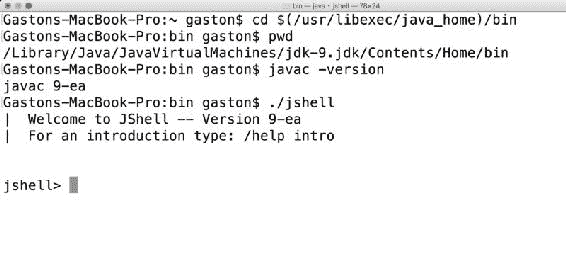 bin — java ◂ jshell — 78×24
Gastons-MacBook-Pro:~ gaston$ cd $(/usr/libexec/java_home)/bin
Gastons-MacBook-Pro:bin gaston$ pwd
/Library/Java/JavaVirtualMachines/jdk-9.jdk/Contents/Home/bin
Gastons-MacBook-Pro:bin gaston$ javac -version
javac 9-ea
Gastons-MacBook-Pro:bin gaston$ ./jshell
|  Welcome to JShell -- Version 9-ea
|  For an introduction type: /help intro
jshell>